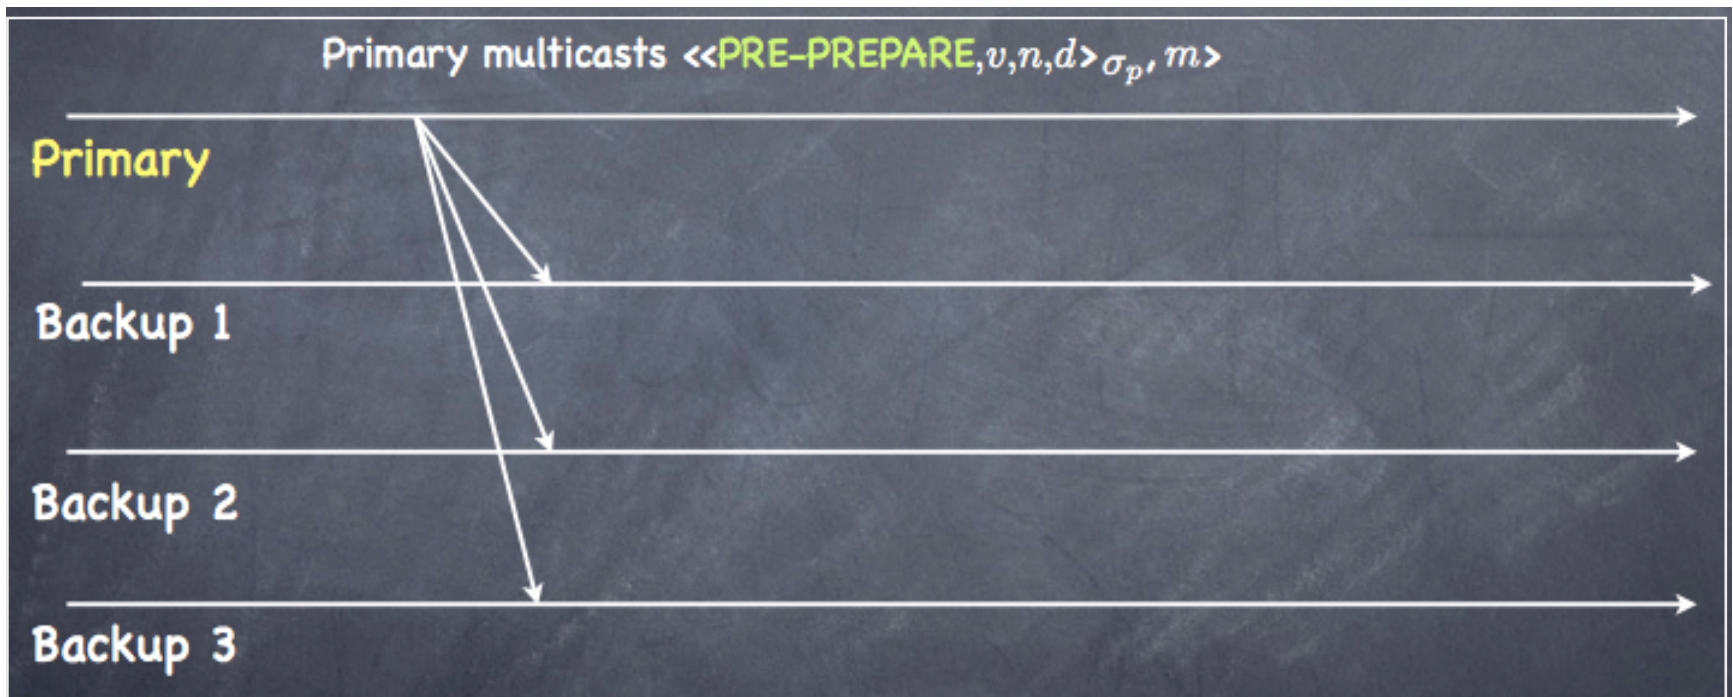 Primary multicasts <<PRE-PREPARE,v,n,d>σₚ, m>
Primary
Backup 1
Backup 2
Backup 3